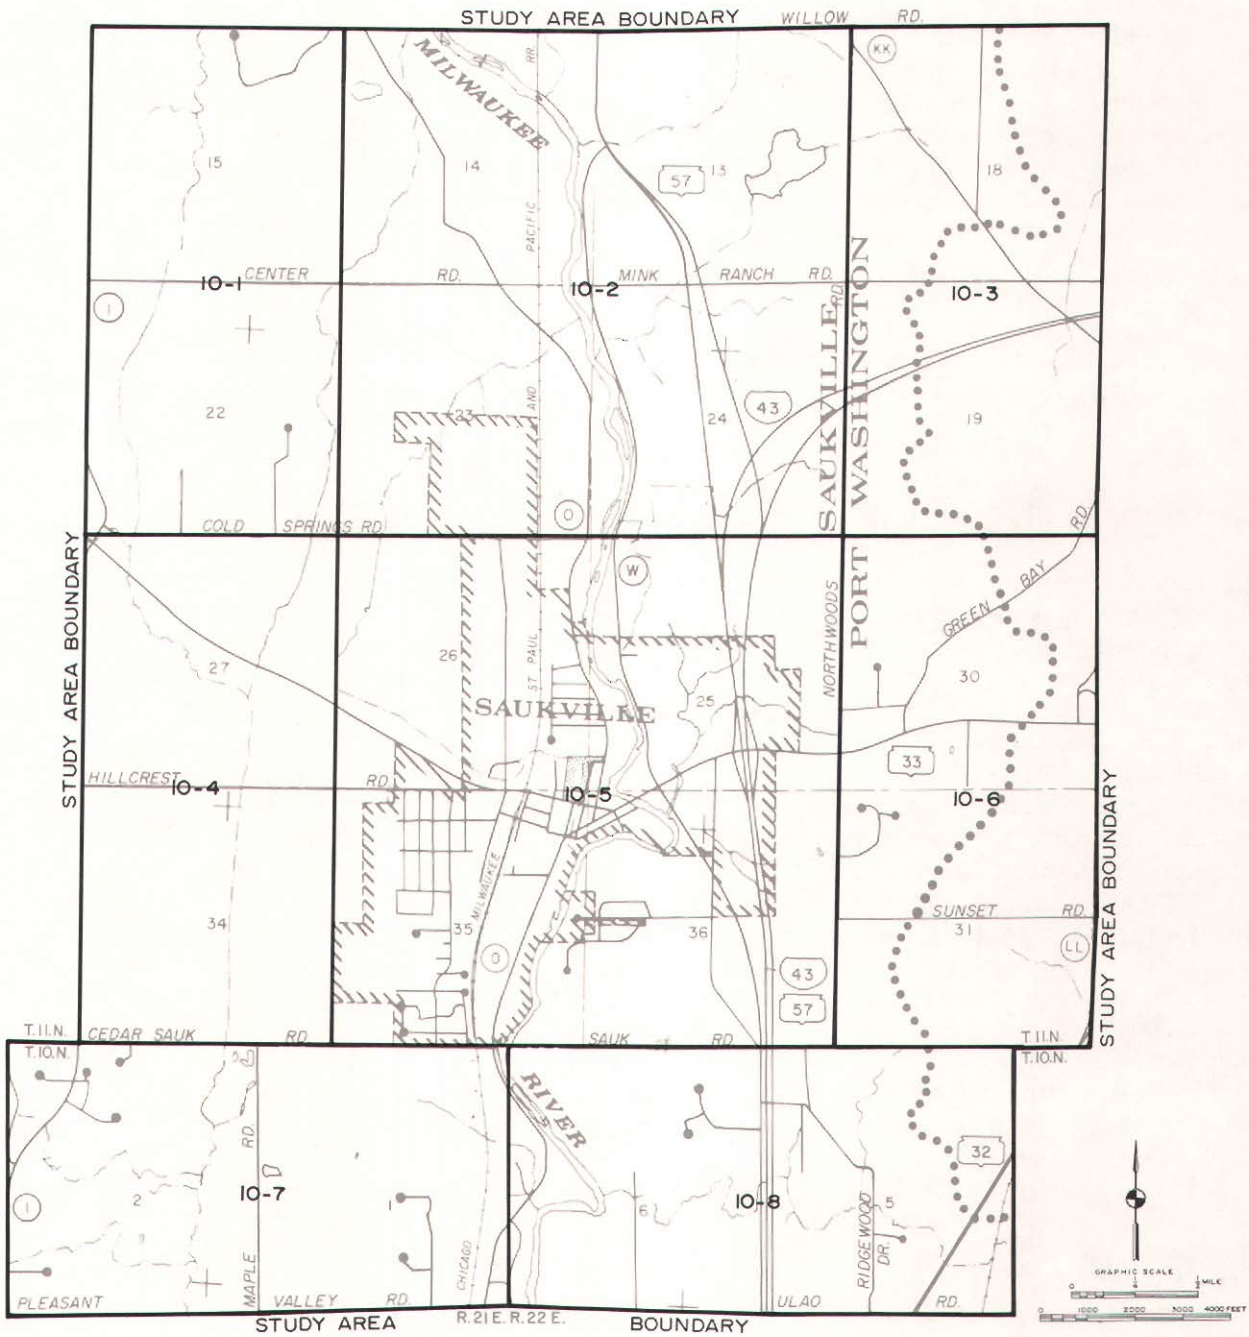 STUDY AREA BOUNDARY
WILLOW RD.
KK
MILWAUKEE
RR.
15
14
57
13
18
PACIFIC
CENTER RD.
MINK RANCH RD.
10-1
10-2
10-3
I
RD.
SAUKVILLE
WASHINGTON
22
23
AND
24
43
19
COLD SPRINGS RD
O
W
RD.
GREEN BAY
PORT
NORTHWOODS
STUDY AREA BOUNDARY
27
26
ST. PAUL
25
30
SAUKVILLE
33
HILLCREST RD.
10-4
10-5
10-6
STUDY AREA BOUNDARY
MILWAUKEE
34
35
36
SUNSET RD.
31
O
LL
43
57
T.11.N.
CEDAR SAUK RD
SAUK RD
T.11.N
T.10.N.
T.10.N.
RIVER
32
MAPLE RD.
2
10-7
1
6
10-8
5
I
RIDGEWOOD DR.
CHICAGO
PLEASANT VALLEY RD.
ULAO RD.
STUDY AREA BOUNDARY
R.21E. R.22E.
GRAPHIC SCALE
MILE
0 1000 2000 3000 4000 FEET